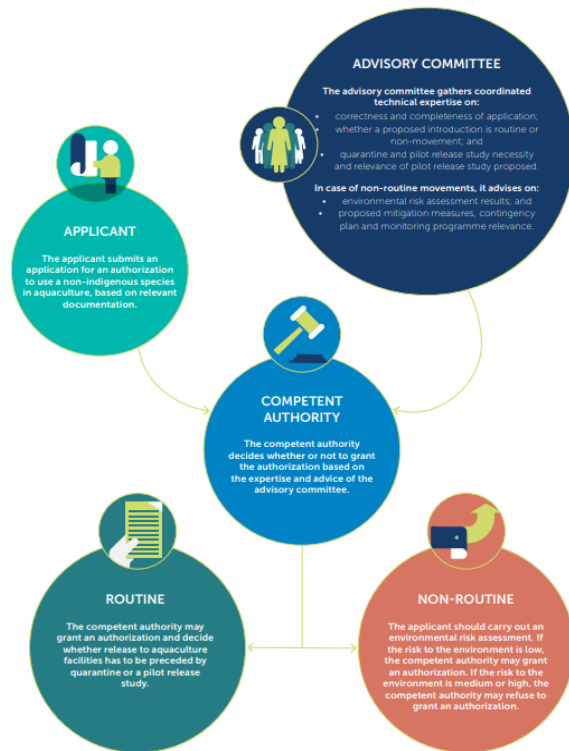 ADVISORY COMMITTEE
The advisory committee gathers coordinated
technical expertise on:
• correctness and completeness of application;
• whether a proposed introduction is routine or
non-movement; and
• quarantine and pilot release study necessity
and relevance of pilot release study proposed.
In case of non-routine movements, it advises on:
• environmental risk assessment results; and
• proposed mitigation measures, contingency
plan and monitoring programme relevance.
APPLICANT
The applicant submits an
application for an authorization
to use a non-indigenous species
in aquaculture, based on relevant
documentation.
COMPETENT
AUTHORITY
The competent authority
decides whether or not to grant
the authorization based on
the expertise and advice of the
advisory committee.
ROUTINE
The competent authority may
grant an authorization and decide
whether release to aquaculture
facilities has to be preceded by
quarantine or a pilot release
study.
NON-ROUTINE
The applicant should carry out an
environmental risk assessment. If
the risk to the environment is low,
the competent authority may grant
an authorization. If the risk to the
environment is medium or high, the
competent authority may refuse to
grant an authorization.